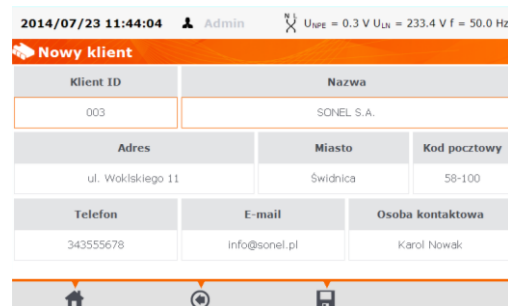 2014/07/23 11:44:04 Admin N L UNPE = 0.3 V ULN = 233.4 V f = 50.0 Hz
Nowy klient
Klient ID Nazwa
003 SONEL S.A.
Adres Miasto Kod pocztowy
ul. Woklskiego 11 Świdnica 58-100
Telefon E-mail Osoba kontaktowa
343555678 info@sonel.pl Karol Nowak